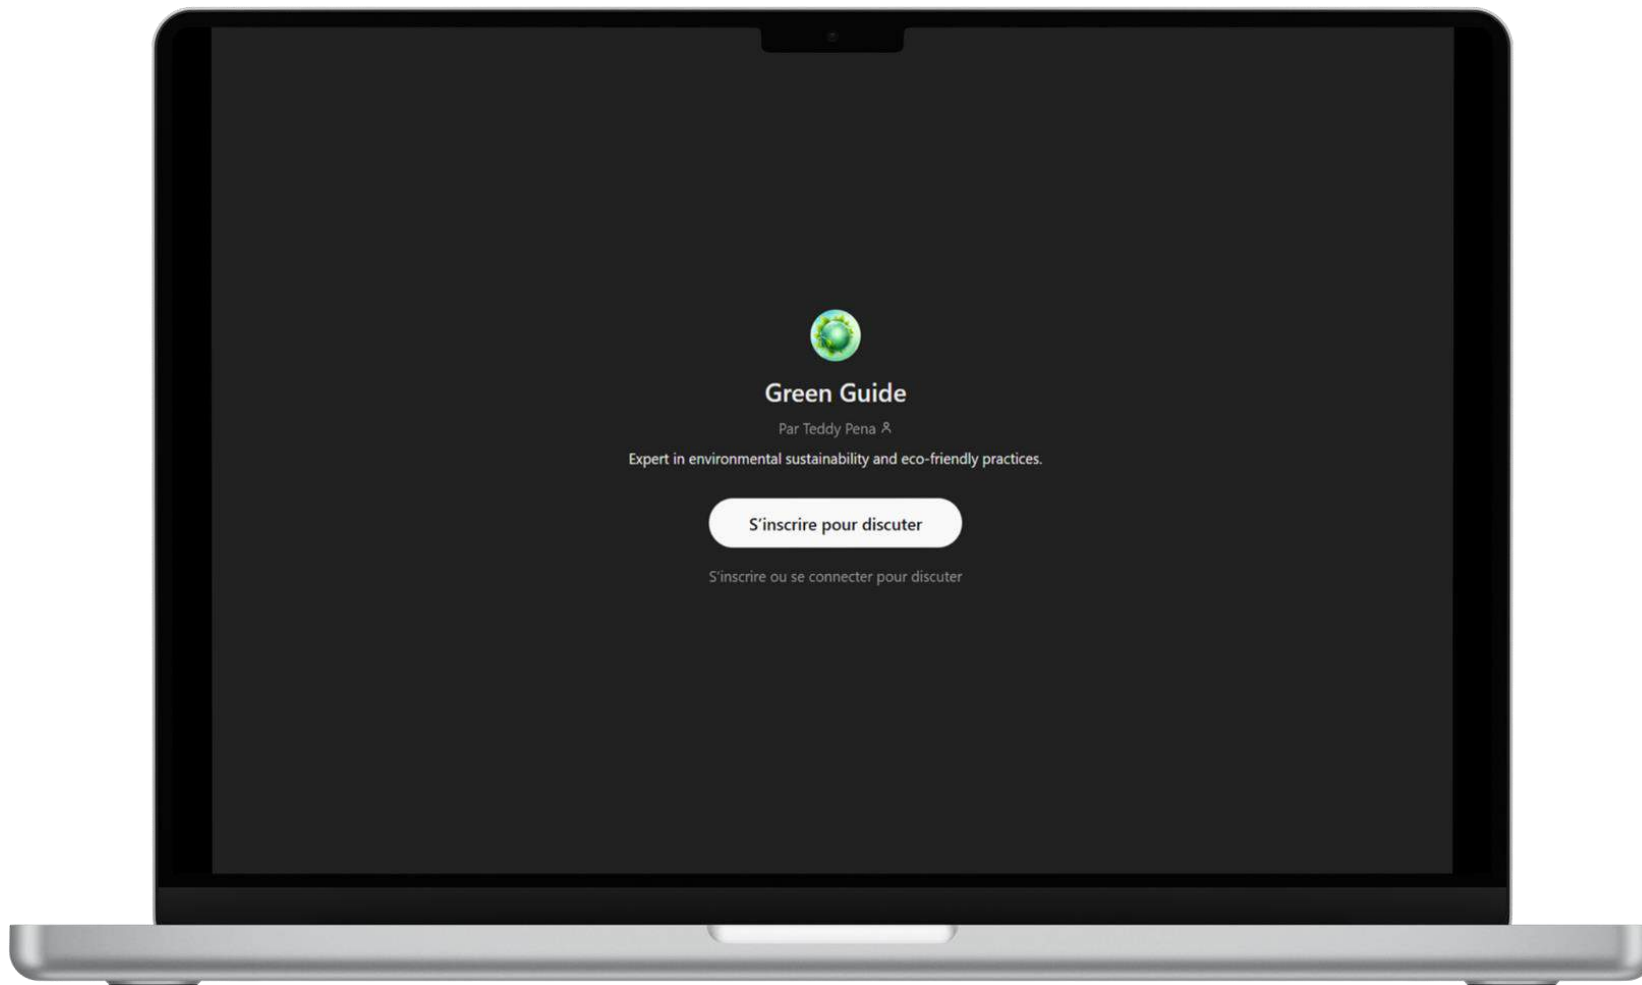 Green Guide
Par Teddy Pena
Expert in environmental sustainability and eco-friendly practices.
S'inscrire pour discuter
S'inscrire ou se connecter pour discuter